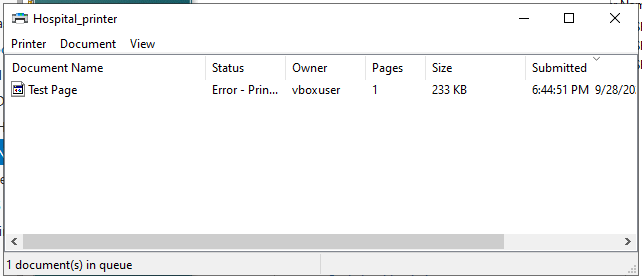 Hospital_printer
Printer Document View
Document Name Status Owner Pages Size Submitted
Test Page Error - Prin... vboxuser 1 233 KB 6:44:51 PM 9/28/20
1 document(s) in queue